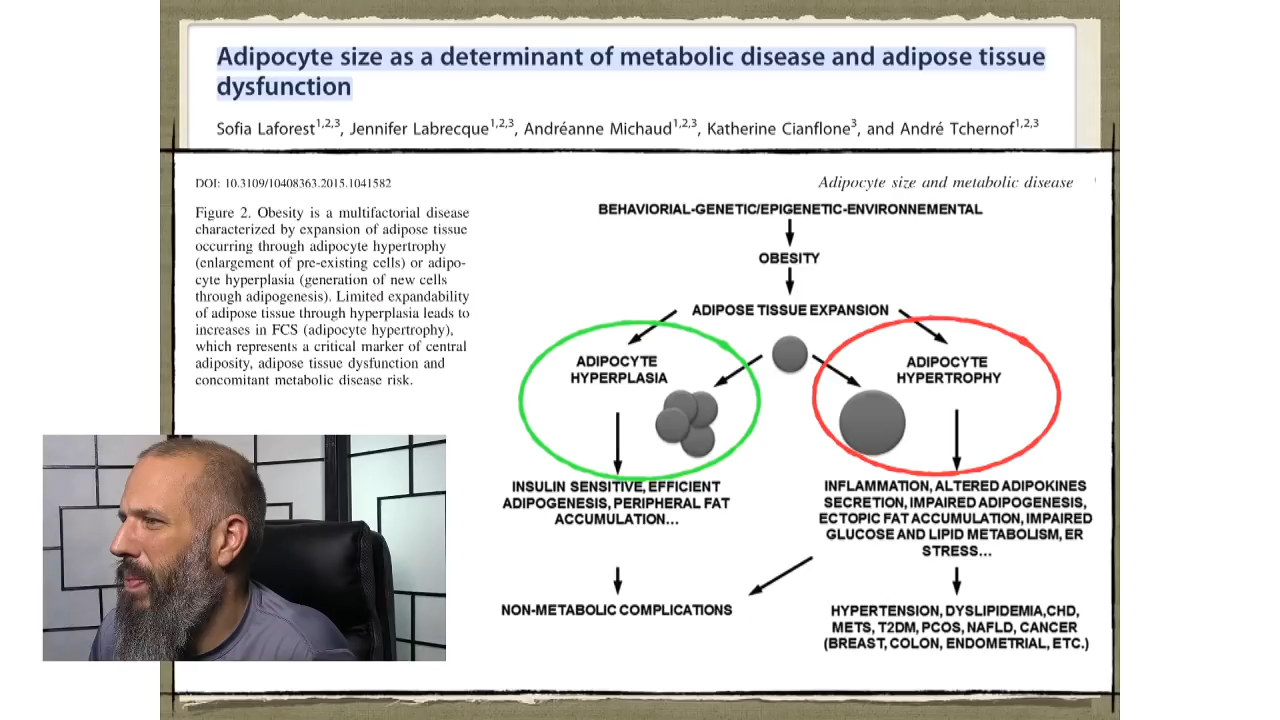 Adipocyte size as a determinant of metabolic disease and adipose tissue
dysfunction
Sofia Laforest1,2,3, Jennifer Labrecque1,2,3, Andréanne Michaud1,2,3, Katherine Cianflone3, and André Tchernof1,2,3
DOI: 10.3109/10408363.2015.1041582
Adipocyte size and metabolic disease
Figure 2. Obesity is a multifactorial disease
characterized by expansion of adipose tissue
occurring through adipocyte hypertrophy
(enlargement of pre-existing cells) or adipo-
cyte hyperplasia (generation of new cells
through adipogenesis). Limited expandability
of adipose tissue through hyperplasia leads to
increases in FCS (adipocyte hypertrophy),
which represents a critical marker of central
adiposity, adipose tissue dysfunction and
concomitant metabolic disease risk.
BEHAVIORIAL-GENETIC/EPIGENETIC-ENVIRONNEMENTAL
OBESITY
ADIPOSE TISSUE EXPANSION
ADIPOCYTE
HYPERPLASIA
ADIPOCYTE
HYPERTROPHY
INSULIN SENSITIVE, EFFICIENT
ADIPOGENESIS, PERIPHERAL FAT
ACCUMULATION...
INFLAMMATION, ALTERED ADIPOKINES
SECRETION, IMPAIRED ADIPOGENESIS,
ECTOPIC FAT ACCUMULATION, IMPAIRED
GLUCOSE AND LIPID METABOLISM, ER
STRESS...
NON-METABOLIC COMPLICATIONS
HYPERTENSION, DYSLIPIDEMIA,CHD,
METS, T2DM, PCOS, NAFLD, CANCER
(BREAST, COLON, ENDOMETRIAL, ETC.)